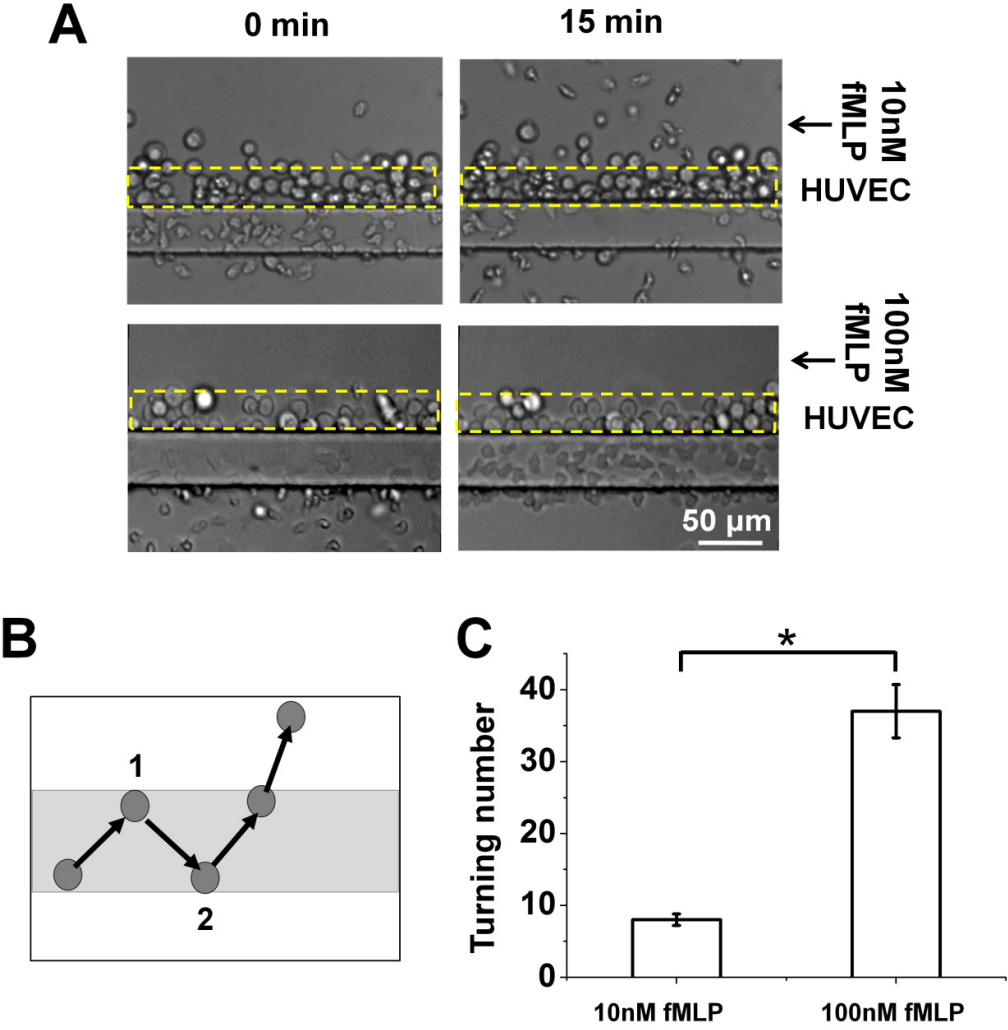 A
0 min
15 min
10nM
fMLP
HUVEC
100nM
fMLP
HUVEC
50 µm
B
1
2
C
*
Turning number
40
30
20
10
0
10nM fMLP
100nM fMLP